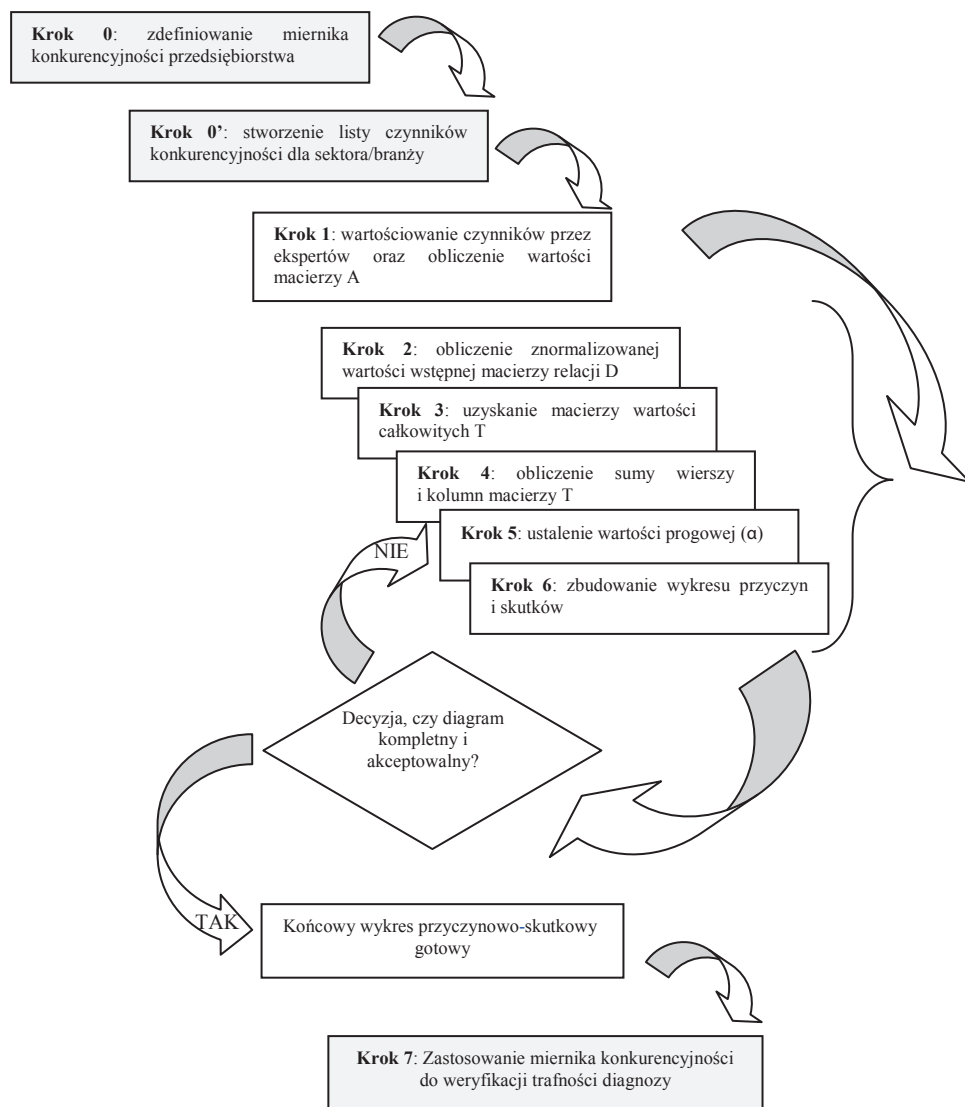 Krok 0: zdefiniowanie miernika
konkurencyjności przedsiębiorstwa
Krok 0’: stworzenie listy czynników
konkurencyjności dla sektora/branży
Krok 1: wartościowanie czynników przez
ekspertów oraz obliczenie wartości
macierzy A
Krok 2: obliczenie znormalizowanej
wartości wstępnej macierzy relacji D
Krok 3: uzyskanie macierzy wartości
całkowitych T
Krok 4: obliczenie sumy wierszy
i kolumn macierzy T
Krok 5: ustalenie wartości progowej (α)
NIE
Krok 6: zbudowanie wykresu przyczyn
i skutków
Decyzja, czy diagram
kompletny i
akceptowalny?
TAK
Końcowy wykres przyczynowo-skutkowy
gotowy
Krok 7: Zastosowanie miernika konkurencyjności
do weryfikacji trafności diagnozy